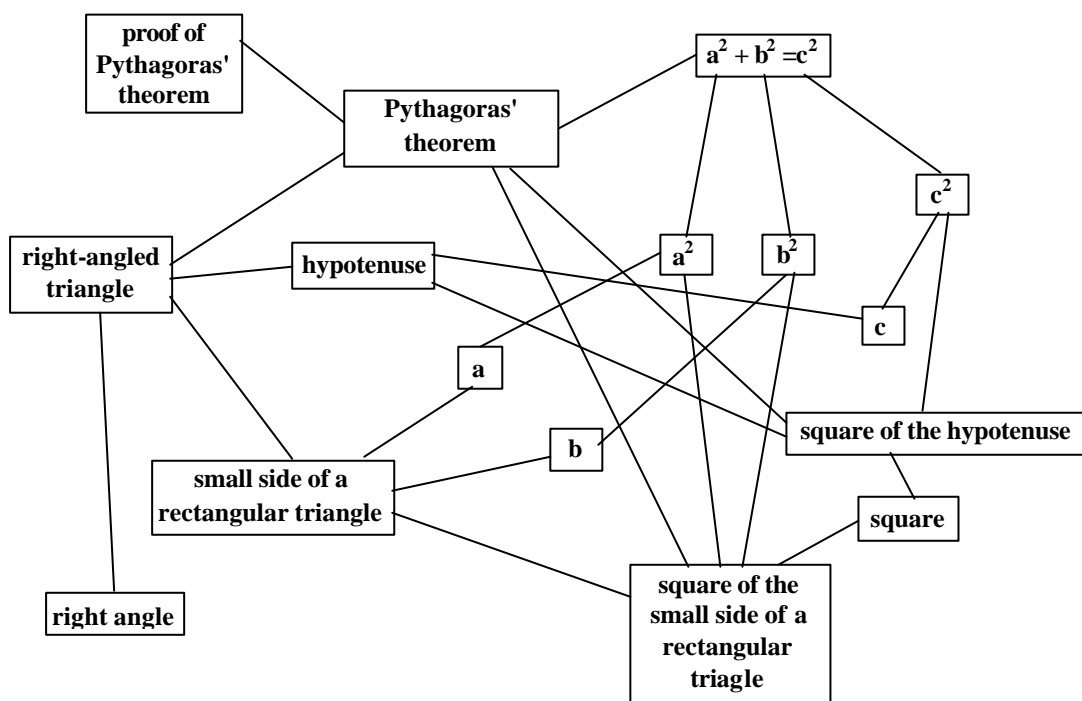 proof of
Pythagoras'
theorem
a² + b² =c²
Pythagoras'
theorem
c²
right-angled
triangle
hypotenuse
a²
b²
c
a
b
square of the hypotenuse
small side of a
rectangular triangle
square
right angle
square of the
small side of a
rectangular
triagle